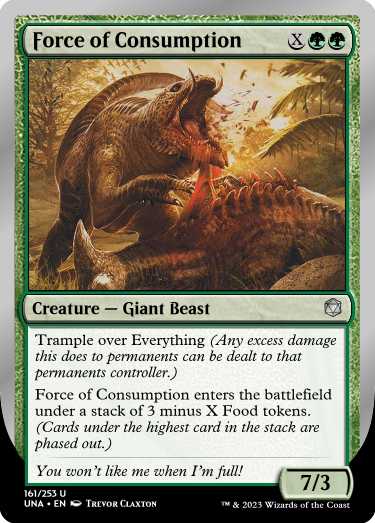 Force of Consumption X
Creature — Giant Beast
Trample over Everything (Any excess damage
this does to permanents can be dealt to that
permanents controller.)
Force of Consumption enters the battlefield
under a stack of 3 minus X Food tokens.
(Cards under the highest card in the stack are
phased out.)
You won't like me when I'm full!
7/3
161/253 U
UNA • EN Trevor Claxton
™ & © 2023 Wizards of the Coast